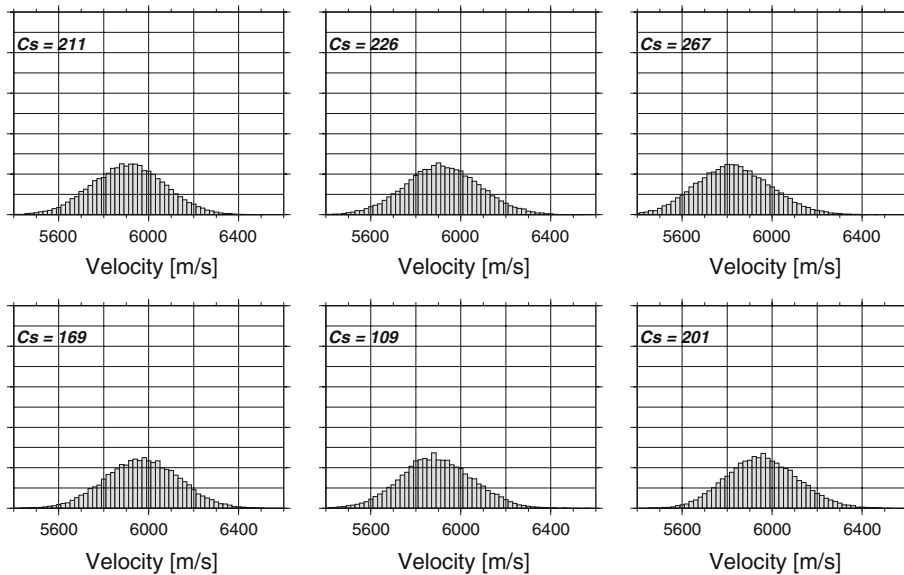 Cs = 211
Cs = 226
Cs = 267
5600 6000 6400
5600 6000 6400
5600 6000 6400
Velocity [m/s]
Velocity [m/s]
Velocity [m/s]
Cs = 169
Cs = 109
Cs = 201
5600 6000 6400
5600 6000 6400
5600 6000 6400
Velocity [m/s]
Velocity [m/s]
Velocity [m/s]